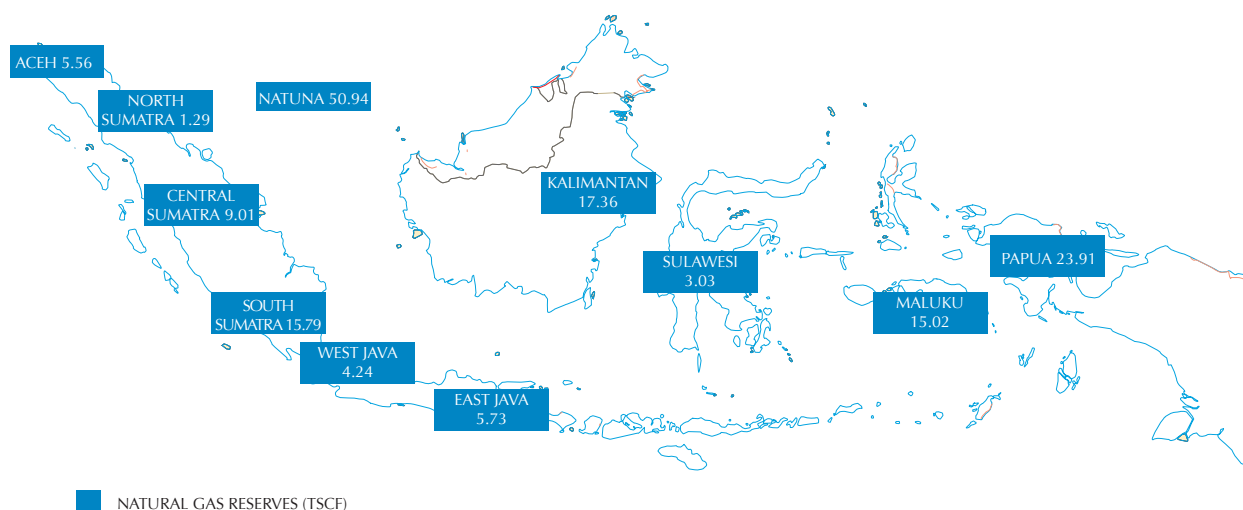 ACEH 5.56
NORTH
SUMATRA 1.29
NATUNA 50.94
CENTRAL
SUMATRA 9.01
KALIMANTAN
17.36
SULAWESI
3.03
PAPUA 23.91
SOUTH
SUMATRA 15.79
MALUKU
15.02
WEST JAVA
4.24
EAST JAVA
5.73
NATURAL GAS RESERVES (TSCF)